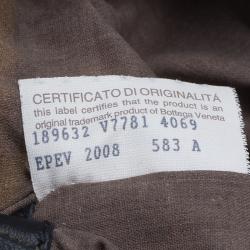 CERTIFICATO DI ORIGINALITÀ
this label certifies that the product is an
original trademark product of Bottega Veneta
189632 V7781 4069
EPEV 2008 583 A